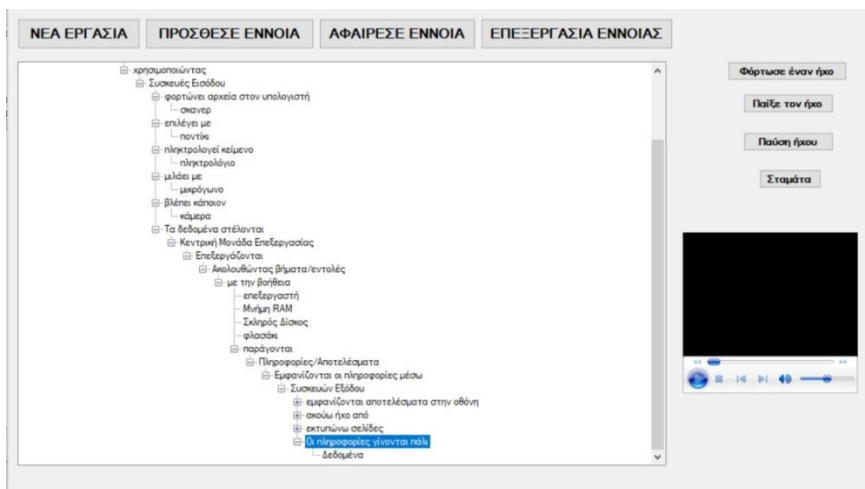 ΝΕΑ ΕΡΓΑΣΙΑ
ΠΡΟΣΘΕΣΕ ΕΝΝΟΙΑ
ΑΦΑΙΡΕΣΕ ΕΝΝΟΙΑ
ΕΠΕΞΕΡΓΑΣΙΑ ΕΝΝΟΙΑΣ
χρησιμοποιώντας
Συσκευές Εισόδου
φορτώνει αρχεία στον υπολογιστή
σκανερ
επιλέγει με
ποντίκι
πληκτρολογεί κείμενο
πληκτρολόγιο
μιλάει με
μικρόγωνο
βλέπει κάποιον
κάμερα
Τα δεδομένα στέλονται
Κεντρική Μονάδα Επεξεργασίας
Επεξεργάζονται
Ακολουθώντας βήματα/εντολές
με την βοήθεια
επεξεργαστή
Μνήμη RAM
Σκληρός Δίσκος
φλασάκι
παράγονται
Πληροφορίες/Αποτελέσματα
Εμφανίζονται οι πληροφορίες μέσω
Συσκευών Εξόδου
εμφανίζονται αποτελέσματα στην οθόνη
ακούω ήχο από
εκτυπώνω σελίδες
Οι πληροφορίες γίνονται πάλι
Δεδομένα
Φόρτωσε έναν ήχο
Παίξε τον ήχο
Παύση ήχου
Σταμάτα